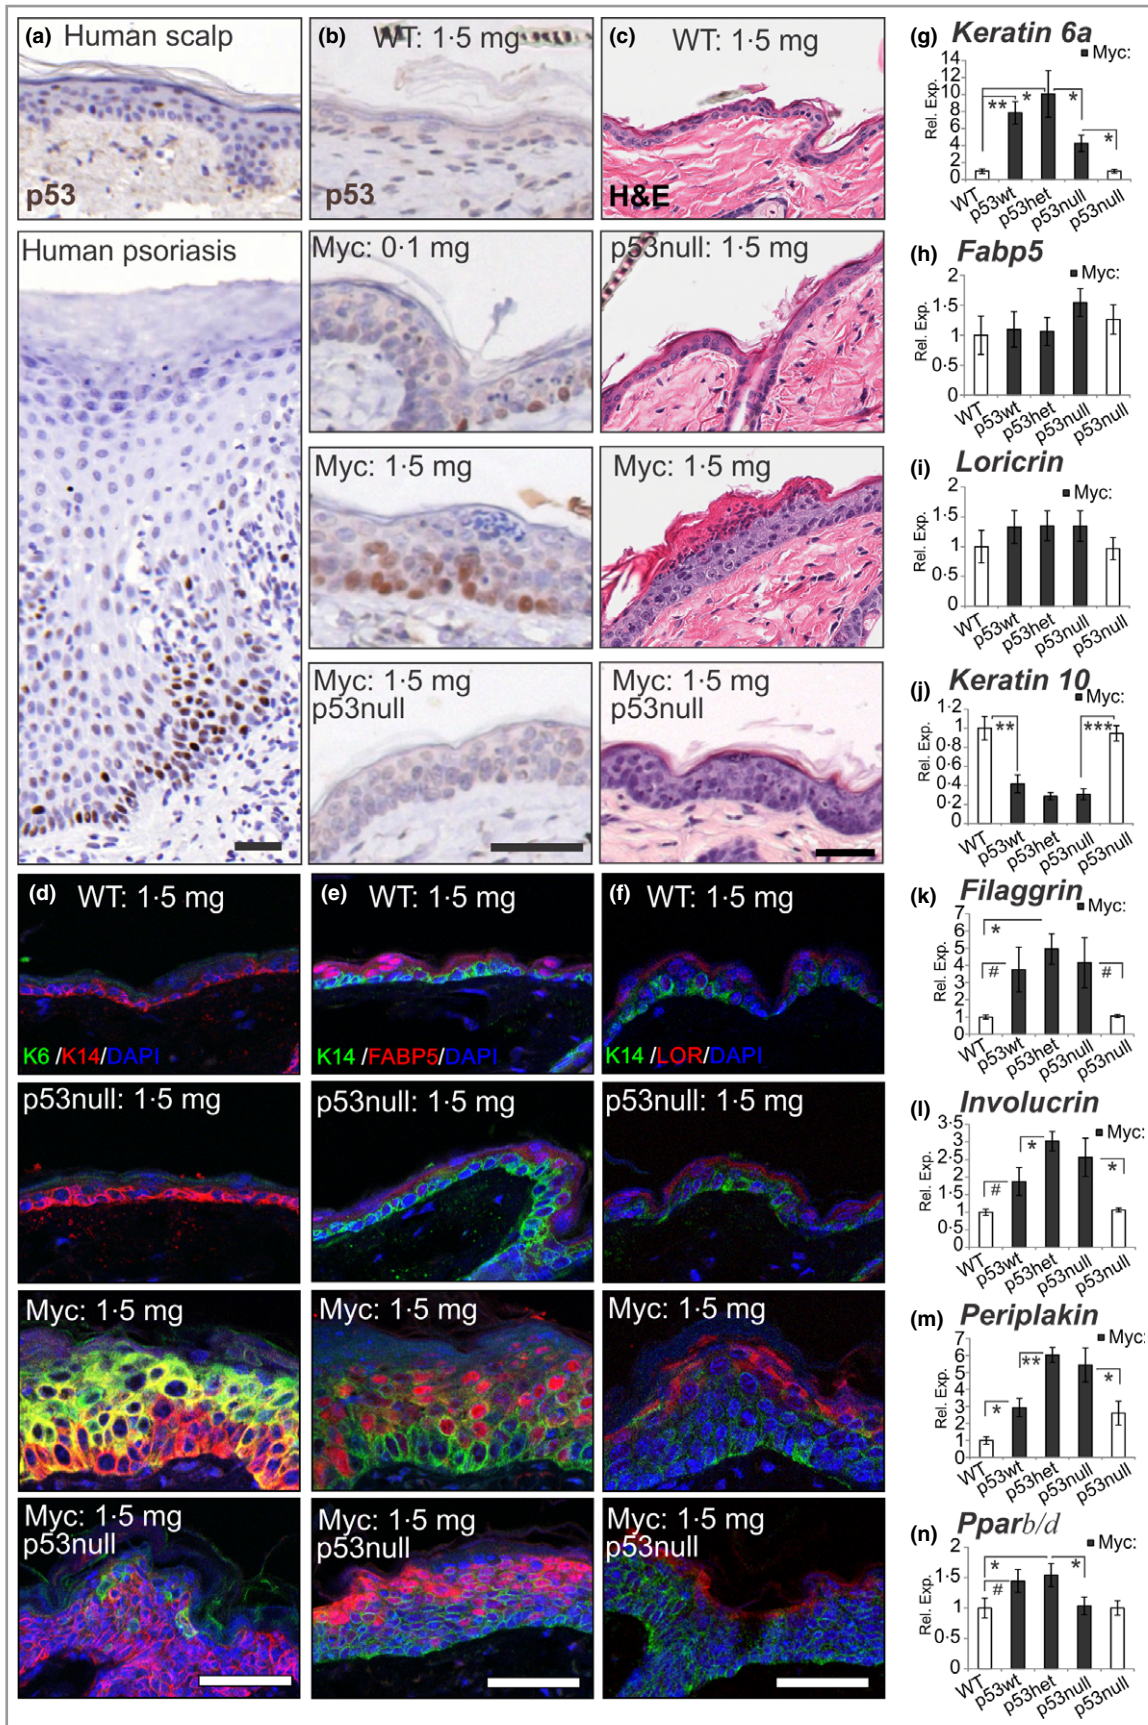 (a) Human scalp
p53
Human psoriasis
(b) WT: 1·5 mg
p53
Myc: 0·1 mg
Myc: 1·5 mg
Myc: 1·5 mg
p53null
(c) WT: 1·5 mg
H&E
p53null: 1·5 mg
Myc: 1·5 mg
Myc: 1·5 mg
p53null
(d) WT: 1·5 mg
K6 /K14/DAPI
p53null: 1·5 mg
Myc: 1·5 mg
Myc: 1·5 mg
p53null
(e) WT: 1·5 mg
K14 /FABP5/DAPI
p53null: 1·5 mg
Myc: 1·5 mg
Myc: 1·5 mg
p53null
(f) WT: 1·5 mg
K14 /LOR/DAPI
p53null: 1·5 mg
Myc: 1·5 mg
Myc: 1·5 mg
p53null
(g) Keratin 6a
Myc:
Rel. Exp.
14
12
10
8
6
4
2
0
** * * *
WT p53wt p53het p53null p53null
(h) Fabp5
Myc:
Rel. Exp.
2
1·5
1
0·5
0
WT p53wt p53het p53null p53null
(i) Loricrin
Myc:
Rel. Exp.
2
1·5
1
0·5
0
WT p53wt p53het p53null p53null
(j) Keratin 10
Myc:
Rel. Exp.
1·2
1
0·8
0·6
0·4
0·2
0
** ***
WT p53wt p53het p53null p53null
(k) Filaggrin
Myc:
Rel. Exp.
7
6
5
4
3
2
1
0
* # #
WT p53wt p53het p53null p53null
(l) Involucrin
Myc:
Rel. Exp.
3·5
3
2·5
2
1·5
1
0·5
0
# * *
WT p53wt p53het p53null p53null
(m) Periplakin
Myc:
Rel. Exp.
7
6
5
4
3
2
1
0
* ** *
WT p53wt p53het p53null p53null
(n) Pparb/d
Myc:
Rel. Exp.
2
1·5
1
0·5
0
* # *
WT p53wt p53het p53null p53null